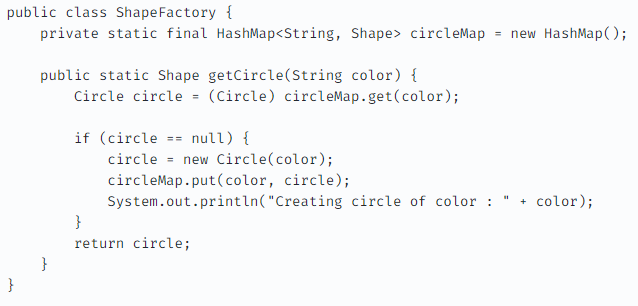 public class ShapeFactory {
    private static final HashMap<String, Shape> circleMap = new HashMap();

    public static Shape getCircle(String color) {
        Circle circle = (Circle) circleMap.get(color);

        if (circle == null) {
            circle = new Circle(color);
            circleMap.put(color, circle);
            System.out.println("Creating circle of color : " + color);
        }
        return circle;
    }
}